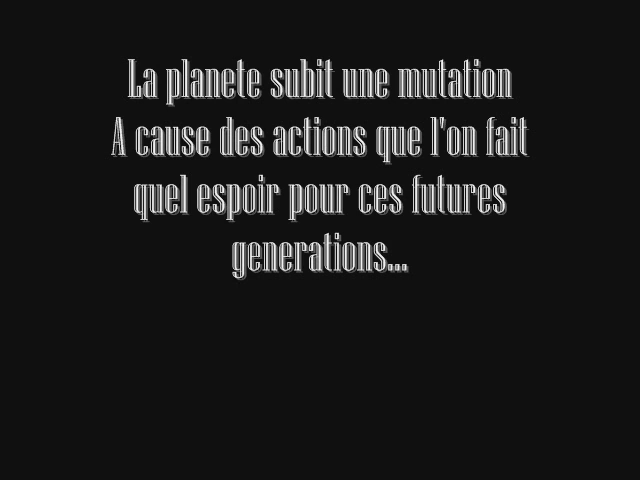 La planete subit une mutation
A cause des actions que l'on fait
quel espoir pour ces futures
generations...